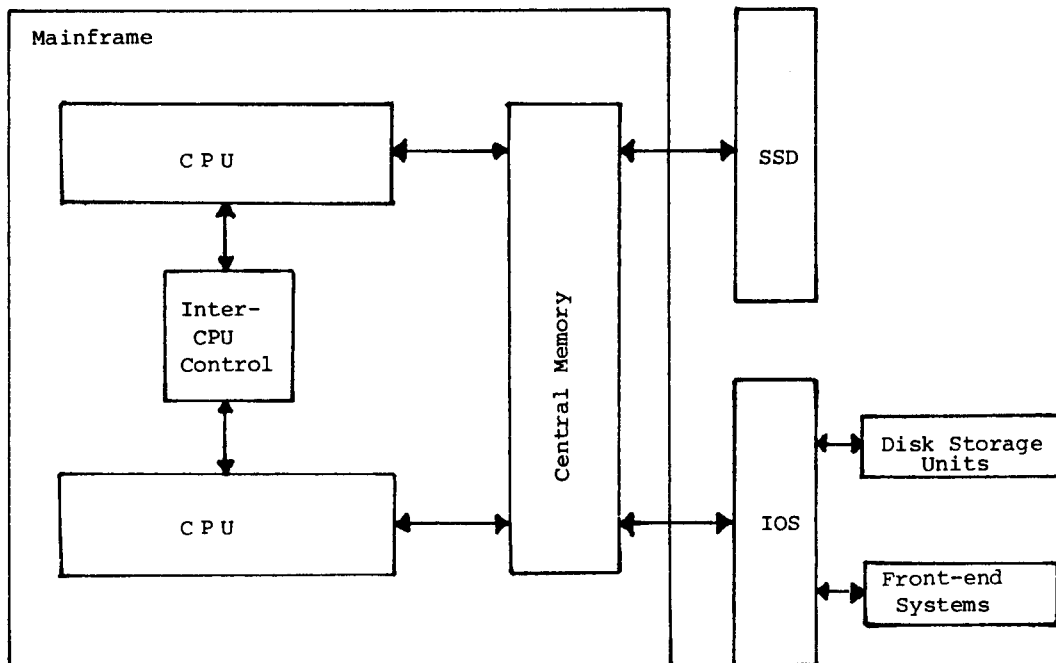 Mainframe
CPU
SSD
Inter-
CPU
Control
Central Memory
Disk Storage
Units
CPU
IOS
Front-end
Systems